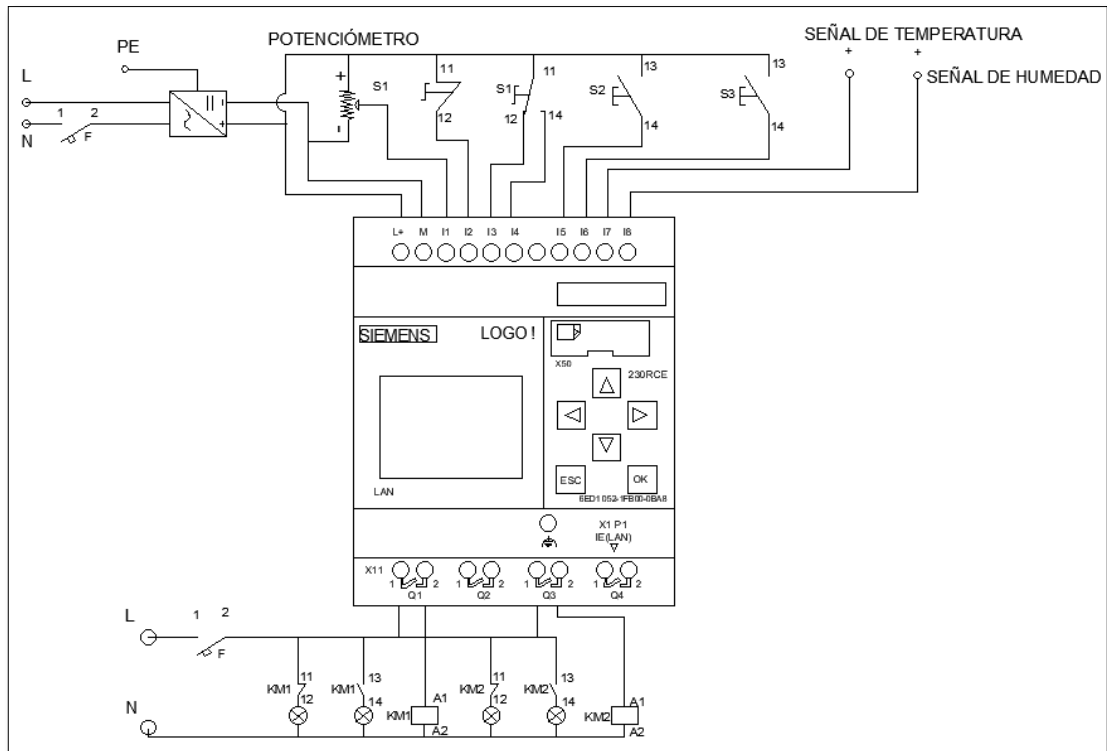 PE
POTENCIÓMETRO
SEÑAL DE TEMPERATURA
SEÑAL DE HUMEDAD
L
1 2
N
F
+
-
S1
11
12
S1
11
12 14
S2
13
14
S3
13
14
+ +
L+ M I1 I2 I3 I4 I5 I6 I7 I8
SIEMENS LOGO!
X50
230RCE
ESC OK
LAN
6ED1 052-1FB00-0BA8
X1 P1
IE(LAN)
X11
1 2 1 2 1 2 1 2
Q1 Q2 Q3 Q4
L
1 2
F
KM1 11
12
KM1 13
14
KM1 A1
A2
KM2 11
12
KM2 13
14
KM2 A1
A2
N